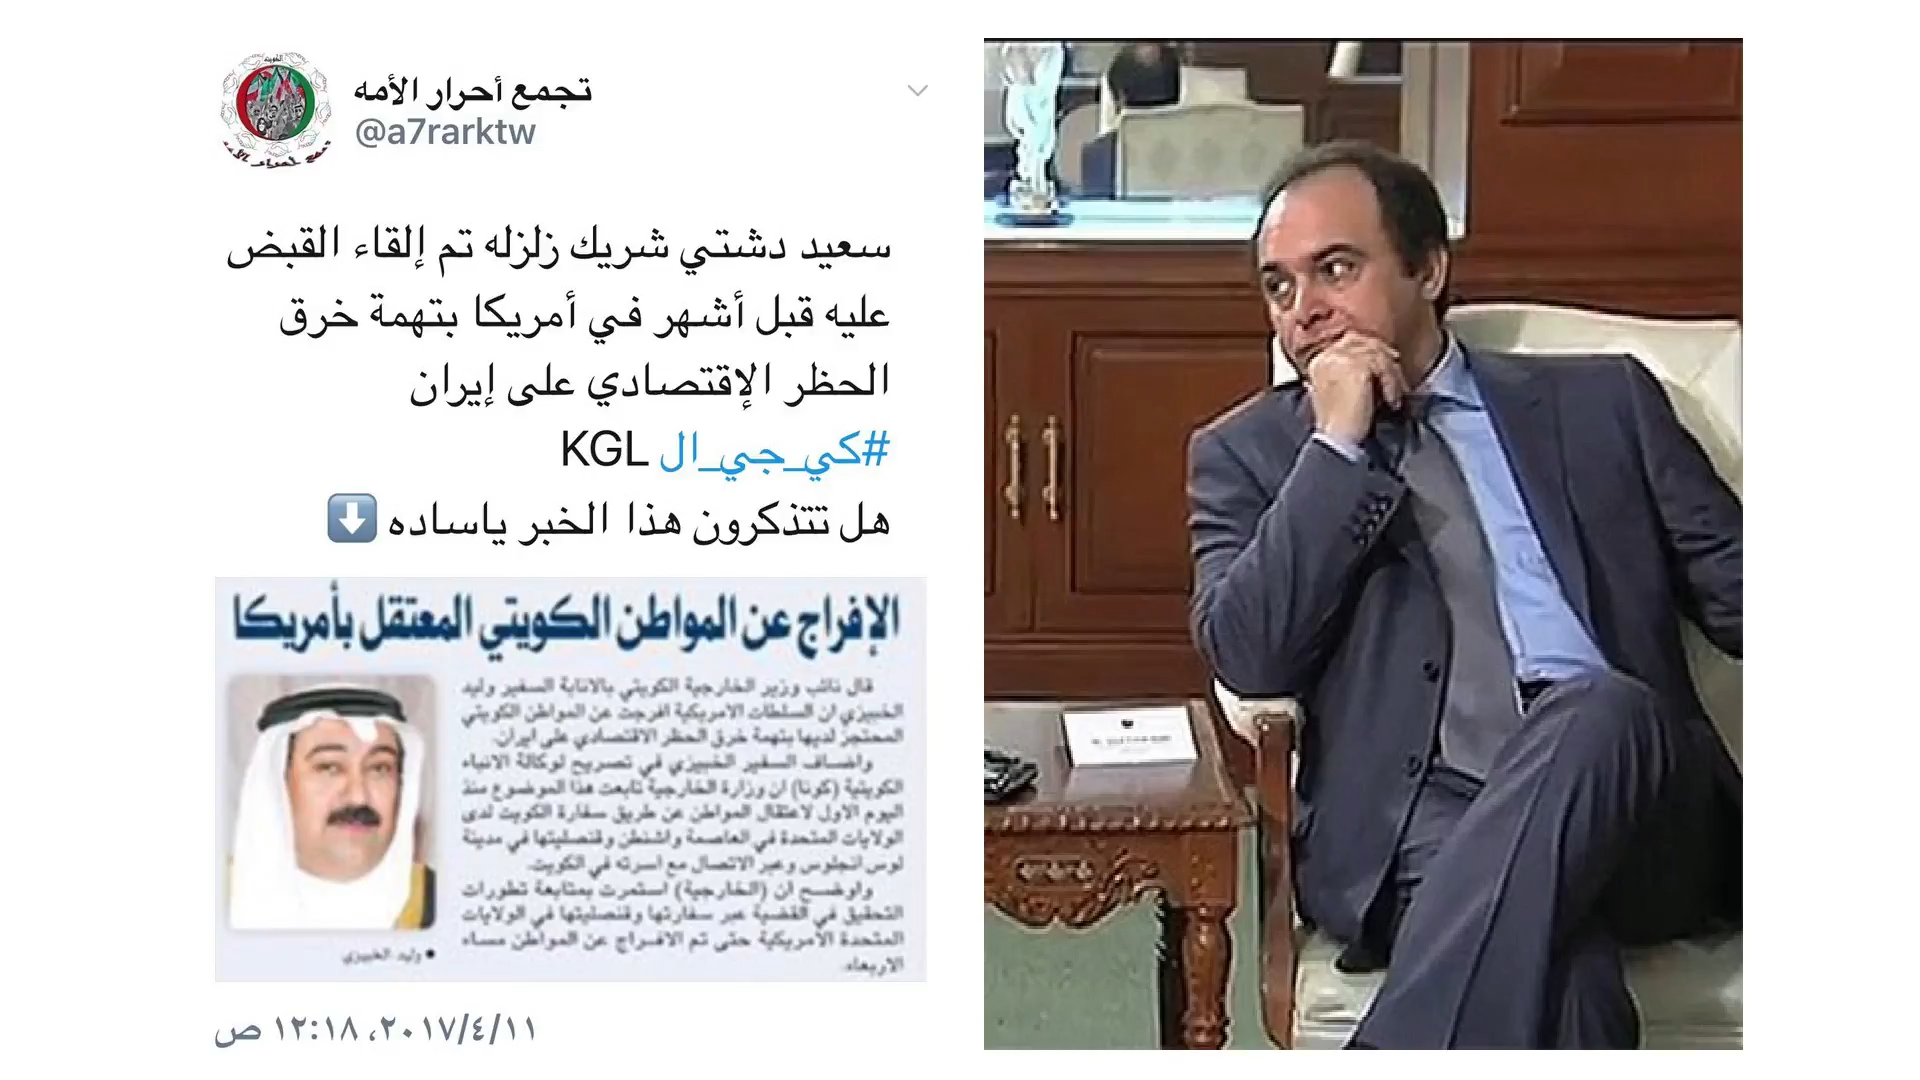 تجمع أحرار الأمه
@a7rarktw
سعيد دشتي شريك زلزله تم إلقاء القبض
عليه قبل أشهر في أمريكا بتهمة خرق
الحظر الإقتصادي على إيران
#كي_جي_ال KGL
هل تتذكرون هذا الخبر ياساده
الإفراج عن المواطن الكويتي المعتقل بأمريكا
قال نائب وزير الخارجية الكويتي بالانابة السفير وليد
الخبيزي ان السلطات الامريكية افرجت عن المواطن الكويتي
المحتجز لديها بتهمة خرق الحظر الاقتصادي على ايران.
واضاف السفير الخبيزي في تصريح لوكالة الانباء
الكويتية (كونا) ان وزارة الخارجية تابعت هذا الموضوع منذ
اليوم الاول لاعتقال المواطن عن طريق سفارة الكويت لدى
الولايات المتحدة في العاصمة واشنطن وقنصليتها في مدينة
لوس انجلوس وعبر الاتصال مع اسرته في الكويت.
واوضح ان (الخارجية) استمرت بمتابعة تطورات
التحقيق في القضية عبر سفارتها وقنصليتها في الولايات
المتحدة الامريكية حتى تم الافراج عن المواطن مساء
الاربعاء.
● وليد الخبيزي
٢٠١٧/٤/١١، ١٢:١٨ ص